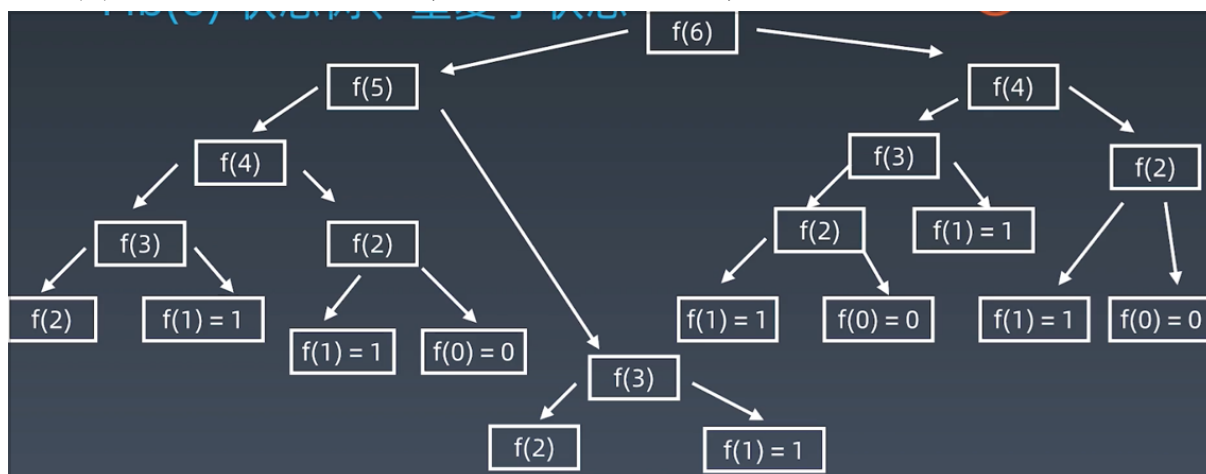 f(6)
f(5)
f(4)
f(4)
f(3)
f(2)
f(3)
f(2)
f(2)
f(1) = 1
f(2)
f(1) = 1
f(1) = 1
f(0) = 0
f(1) = 1
f(0) = 0
f(1) = 1
f(0) = 0
f(3)
f(2)
f(1) = 1